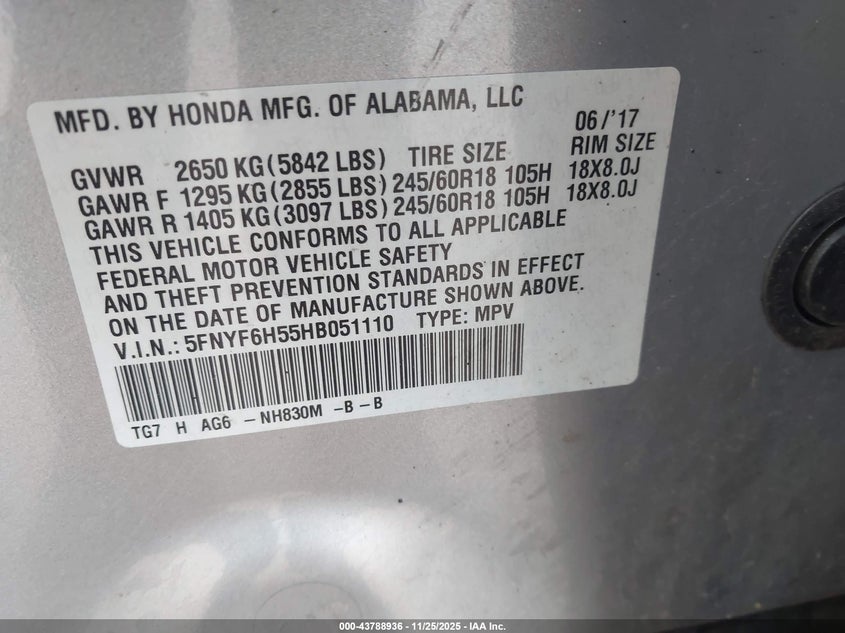 MFD. BY HONDA MFG. OF ALABAMA, LLC 06/'17
GVWR 2650 KG(5842 LBS) TIRE SIZE RIM SIZE
GAWR F 1295 KG(2855 LBS) 245/60R18 105H 18X8.0J
GAWR R 1405 KG(3097 LBS) 245/60R18 105H 18X8.0J
THIS VEHICLE CONFORMS TO ALL APPLICABLE
FEDERAL MOTOR VEHICLE SAFETY
AND THEFT PREVENTION STANDARDS IN EFFECT
ON THE DATE OF MANUFACTURE SHOWN ABOVE.
V.I.N.: 5FNYF6H55HB051110 TYPE: MPV
TG7 H AG6 -NH830M -B-B
000-43788936 - 11/25/2025 - IAA Inc.